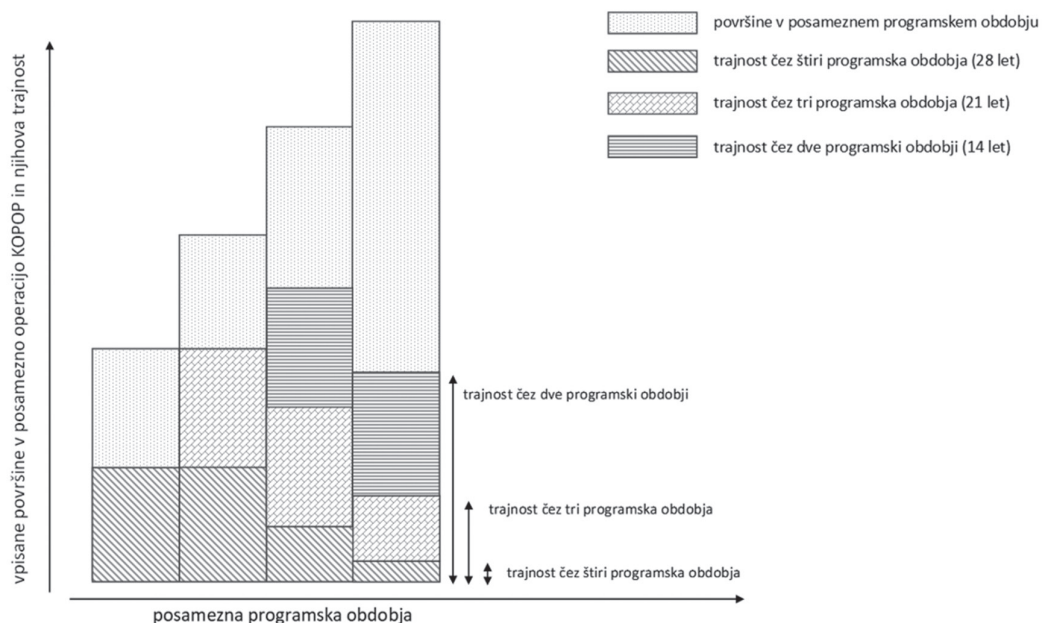 vpisane površine v posamezno operacijo KOPOP in njihova trajnost
površine v posameznem programskem obdobju
trajnost čez štiri programska obdobja (28 let)
trajnost čez tri programska obdobja (21 let)
trajnost čez dve programski obdobji (14 let)
trajnost čez dve programski obdobji
trajnost čez tri programska obdobja
trajnost čez štiri programska obdobja
posamezna programska obdobja